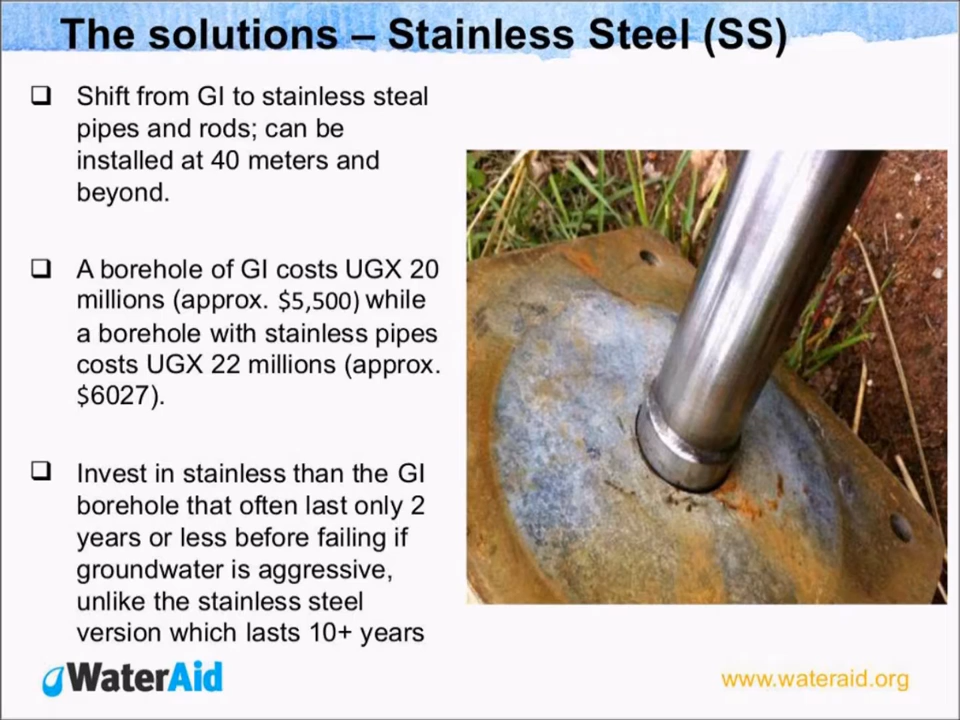 The solutions – Stainless Steel (SS)
❑ Shift from GI to stainless steal
pipes and rods; can be
installed at 40 meters and
beyond.
❑ A borehole of GI costs UGX 20
millions (approx. $5,500) while
a borehole with stainless pipes
costs UGX 22 millions (approx.
$6027).
❑ Invest in stainless than the GI
borehole that often last only 2
years or less before failing if
groundwater is aggressive,
unlike the stainless steel
version which lasts 10+ years
WaterAid
www.wateraid.org